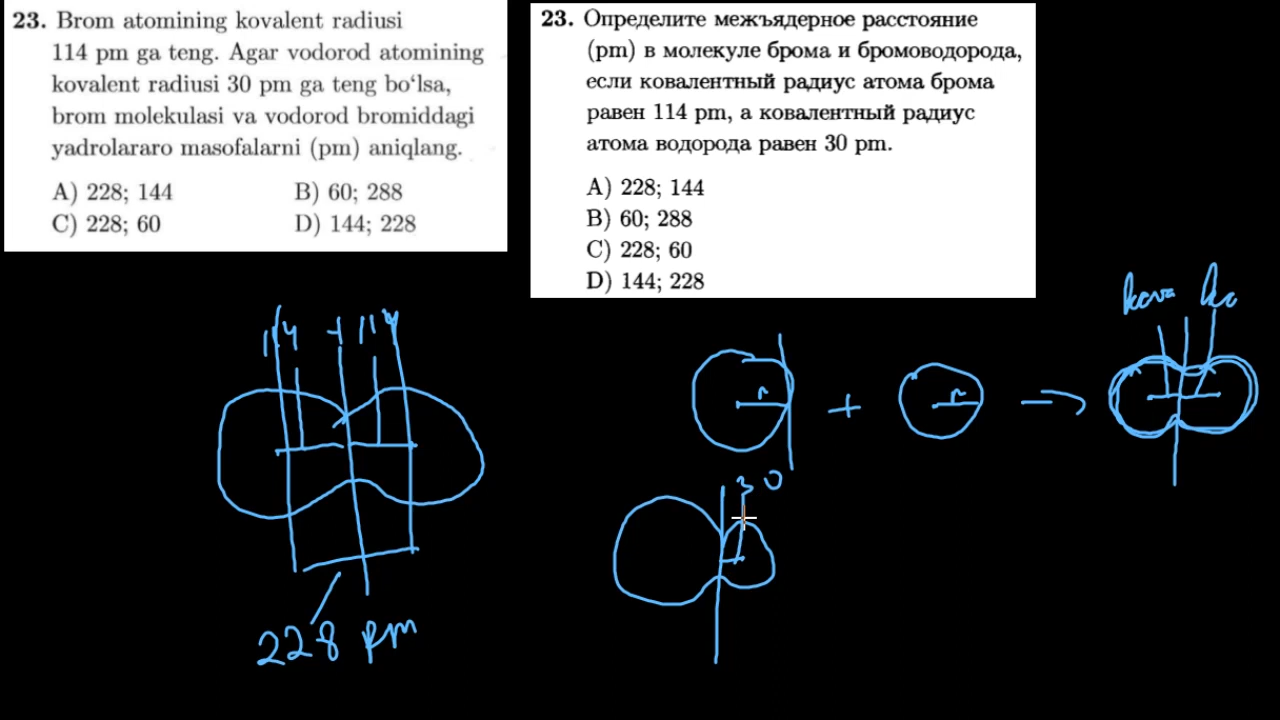 23. Brom atomining kovalent radiusi
114 pm ga teng. Agar vodorod atomining
kovalent radiusi 30 pm ga teng bo‘lsa,
brom molekulasi va vodorod bromiddagi
yadrolararo masofalarni (pm) aniqlang.
A) 228; 144 B) 60; 288
C) 228; 60 D) 144; 228
23. Определите межъядерное расстояние
(pm) в молекуле брома и бромоводорода,
если ковалентный радиус атома брома
равен 114 pm, а ковалентный радиус
атома водорода равен 30 pm.
A) 228; 144
B) 60; 288
C) 228; 60
D) 144; 228
114 + 114
228 pm
r + r →
30